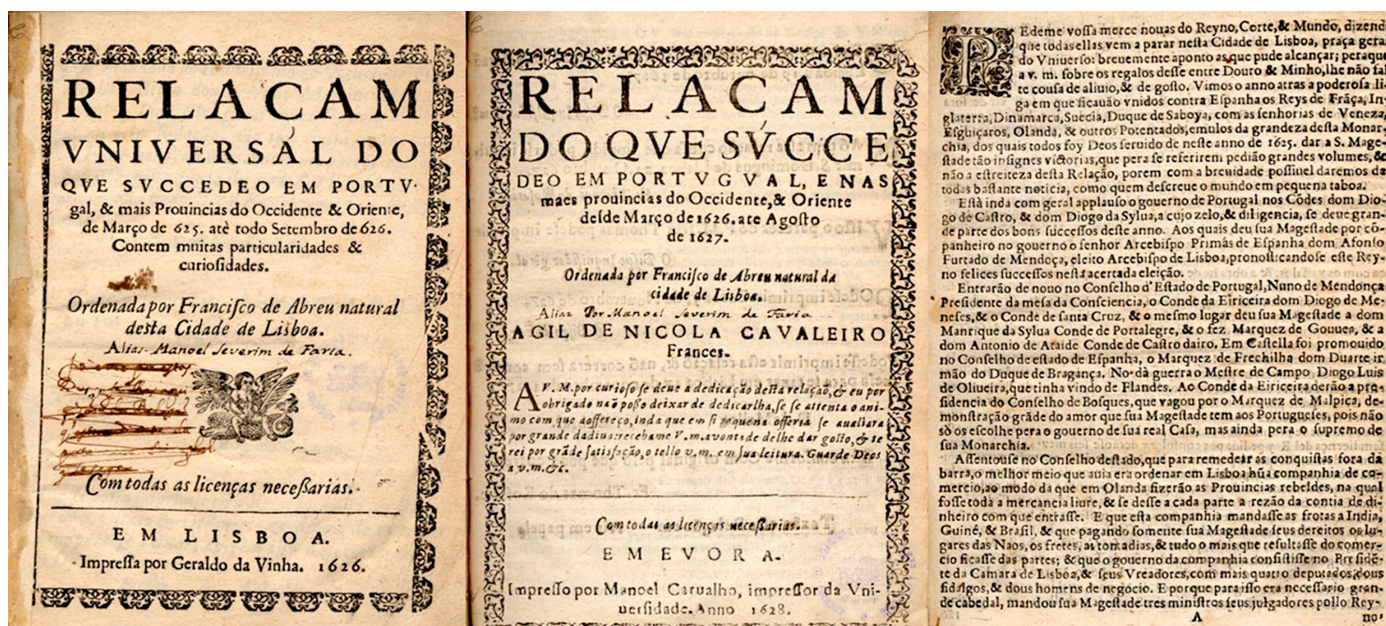 RELACAM
VNIVERSAL DO
QVE SVCCEDEO EM PORTV-
gal, & mais Prouincias do Occidente & Oriente,
de Março de 625. atè todo Setembro de 626.
Contem muitas particularidades &
curiosidades.
Ordenada por Francisco de Abreu natural
desta Cidade de Lisboa.
Alias Manoel Severim de Faria.
Com todas as licenças neceßarias.
EM LISBOA.
Impressa por Geraldo da Vinha. 1626.
RELACAM
DO QVE SÚCCE
DEO EM PORTVGVAL, E NAS
maes prouincias do Occidente, & Oriente
desde Março de 1626. ate Agosto
de 1627.
Ordenada por Francisco de Abreu natural da
cidade de Lisboa.
Alias Por Manoel Severim de Faria
A GIL DE NICOLA CAVALEIRO
Frances.
A V. M. por curioso se deue a dedicação desta relação, & eu por
obrigado não posso deixar de dedicarlha, se se attenta o ani-
mo com que a offereço, inda que em si pequena offerta se aualiara
por grande dadiua: recebame V. m. a vontade de lhe dar gosto, & te
rei por grãde satisfação, o tello v. m. em sua leitura. Guarde Deos
a v. m. &c.
Com todas as licenças neceßarias.
EM EVORA.
Impresso por Manoel Carualho, impressor da Vni-
uersidade. Anno 1628.
PEdeme vossa merce nouas do Reyno, Corte, & Mundo, dizend
que todas ellas vem a parar nesta Cidade de Lisboa, praça gera
do Vniuerso: breuemente aponto as que pude alcançar; pera que
a v. m. sobre os regalos desse entre Douro & Minho, lhe não fal
te cousa de aliuio, & de gosto. Vimos o anno atras a poderosa li-
ga em que ficauão vnidos contra Espanha os Reys de Frãça, In-
glaterra, Dinamarca, Suecia, Duque de Saboya, com as senhorias de Veneza,
Esguiçaros, Olanda, & outros Potentados, emulos da grandeza desta Monar-
chia, dos quais todos foy Deos seruido de neste anno de 1625. dar a S. Mage-
stade tão insignes victorias, que pera se referirem pedião grandes volumes, &
não a estreiteza desta Relação, porem com a breuidade possiuel daremos de
todas bastante noticia, como quem descreue o mundo em pequena taboa.
Està inda com geral applauso o gouerno de Portugal nos Cõdes dom Dio-
go de Castro, & dom Diogo da Sylua, a cujo zelo, & diligencia, se deue gran-
de parte dos bons successos deste anno. Aos quais deu sua Magestade por cõ-
panheiro no gouerno o senhor Arcebispo Primàs de Espanha dom Afonso
Furtado de Mendoça, eleito Arcebispo de Lisboa, pronosticandose este Rey-
no felices successos nesta acertada eleição.
Entrarão de nouo no Conselho d'Estado de Portugal, Nuno de Mendonça
Presidente da mesa da Consciencia, o Conde da Eiriceira dom Diogo de Me-
neses, & o Conde de santa Cruz, & o mesmo lugar deu sua Magestade a dom
Manrique da Sylua Conde de Portalegre, & o fez Marquez de Gouuea, & a
dom Antonio de Ataide Conde de Castro dairo. Em Castella foi promouido
no Conselho de estado de Espanha, o Marquez de Frechilha dom Duarte ir
mão do Duque de Bragança. No da guerra o Mestre de Campo Diogo Luis
de Oliueira, que tinha vindo de Flandes. Ao Conde da Eiriceira derão a pre-
sidencia do Conselho de Bosques, que vagou por o Marquez de Malpica, de-
monstração grãde do amor que sua Magestade tem aos Portugueses, pois não
sò os escolhe pera o gouerno de sua real Casa, mas ainda pera o supremo de
sua Monarchia.
Assentouse no Conselho destado, que para remedear as conquistas fora da
barra, o melhor meio que auia era ordenar em Lisboa hũa companhia de co-
mercio, ao modo da que em Olanda fizerão as Prouincias rebeldes, na qual
fosse toda a mercancia liure, & se desse a cada parte a rezão da contia de di-
nheiro com que entrasse. E que esta companhia mandasse as frotas a India,
Guiné, & Brasil, & que pagando somente sua Magestade seus dereitos os lu-
gares das Naos, os fretes, as tomadias, & tudo o mais que resultasse do comer-
cio ficasse das partes; & que o gouerno da companhia consistisse no Presidē-
te da Camara de Lisboa, & seus Vreadores, com mais quatro deputados; dous
fidalgos, & dous homens de negocio. E porque para isso era necessario gran-
de cabedal, mandou sua Magestade tres ministros seus julgadores pollo Rey-
A no-